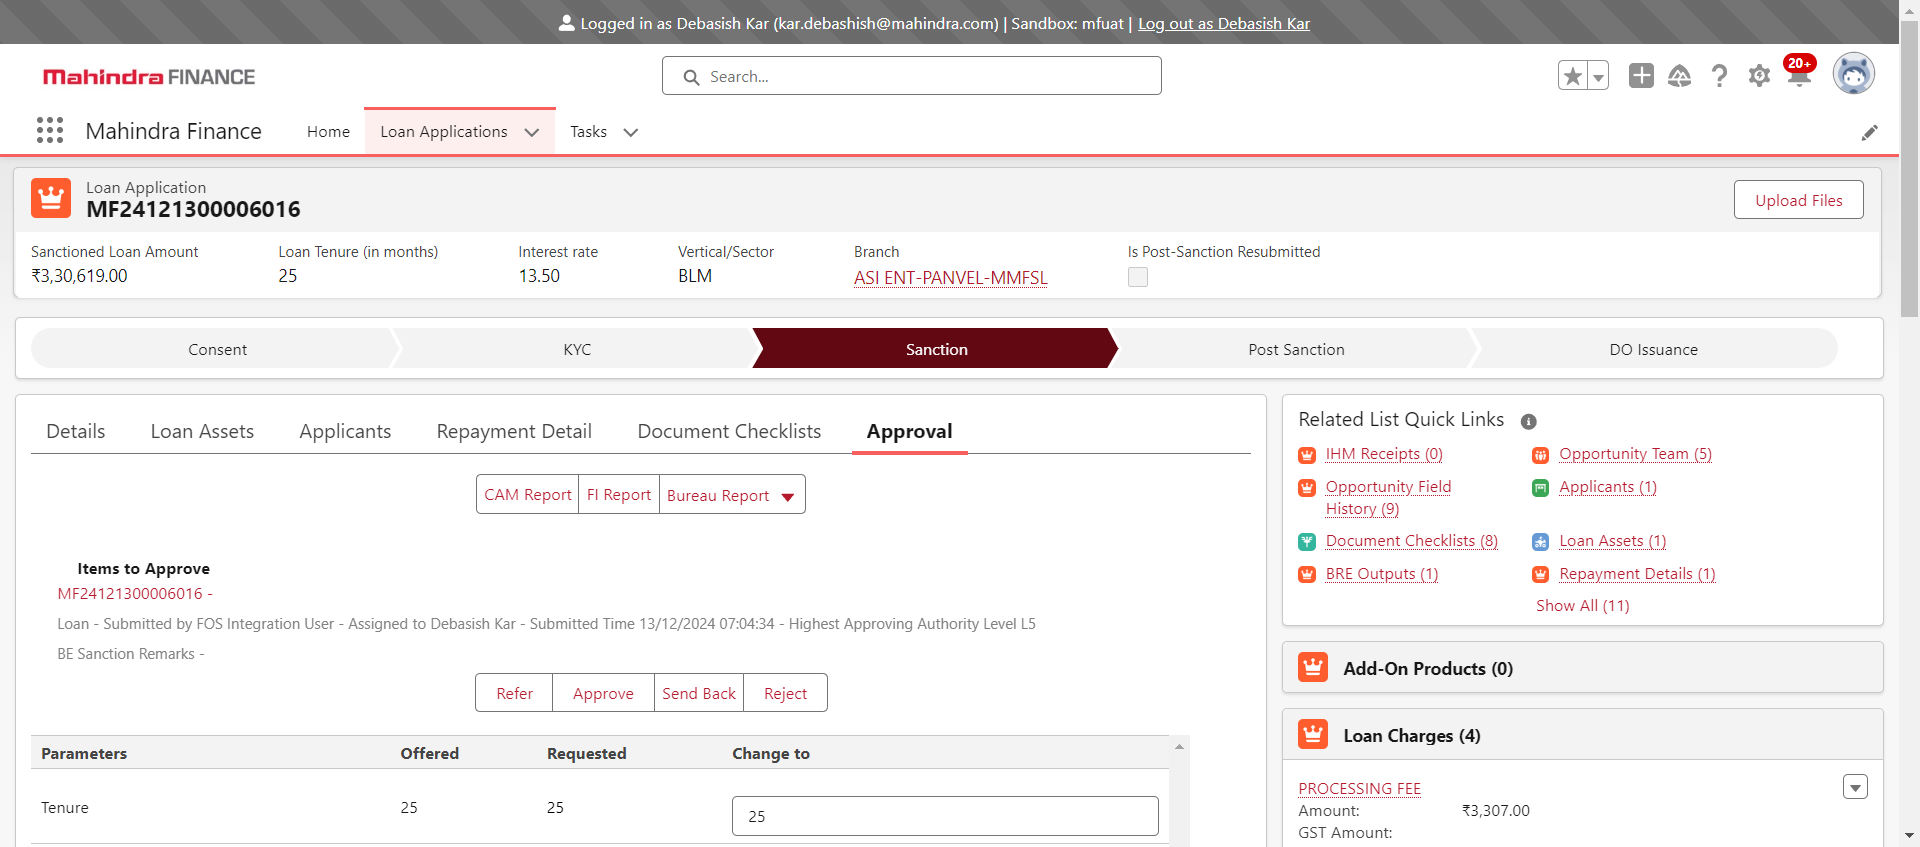 Logged in as Debasish Kar (kar.debashish@mahindra.com) | Sandbox: mfuat | Log out as Debasish Kar
Mahindra FINANCE
Search...
20+
Mahindra Finance
Home
Loan Applications
Tasks
Loan Application
MF24121300006016
Upload Files
Sanctioned Loan Amount
Loan Tenure (in months)
Interest rate
Vertical/Sector
Branch
Is Post-Sanction Resubmitted
₹3,30,619.00
25
13.50
BLM
ASI ENT-PANVEL-MMFSL
Consent
KYC
Sanction
Post Sanction
DO Issuance
Details
Loan Assets
Applicants
Repayment Detail
Document Checklists
Approval
CAM Report
FI Report
Bureau Report
Items to Approve
MF24121300006016 -
Loan - Submitted by FOS Integration User - Assigned to Debasish Kar - Submitted Time 13/12/2024 07:04:34 - Highest Approving Authority Level L5
BE Sanction Remarks -
Refer
Approve
Send Back
Reject
Parameters
Offered
Requested
Change to
Tenure
25
25
25
Related List Quick Links
IHM Receipts (0)
Opportunity Team (5)
Opportunity Field
History (9)
Applicants (1)
Document Checklists (8)
Loan Assets (1)
BRE Outputs (1)
Repayment Details (1)
Show All (11)
Add-On Products (0)
Loan Charges (4)
PROCESSING FEE
Amount:
₹3,307.00
GST Amount: